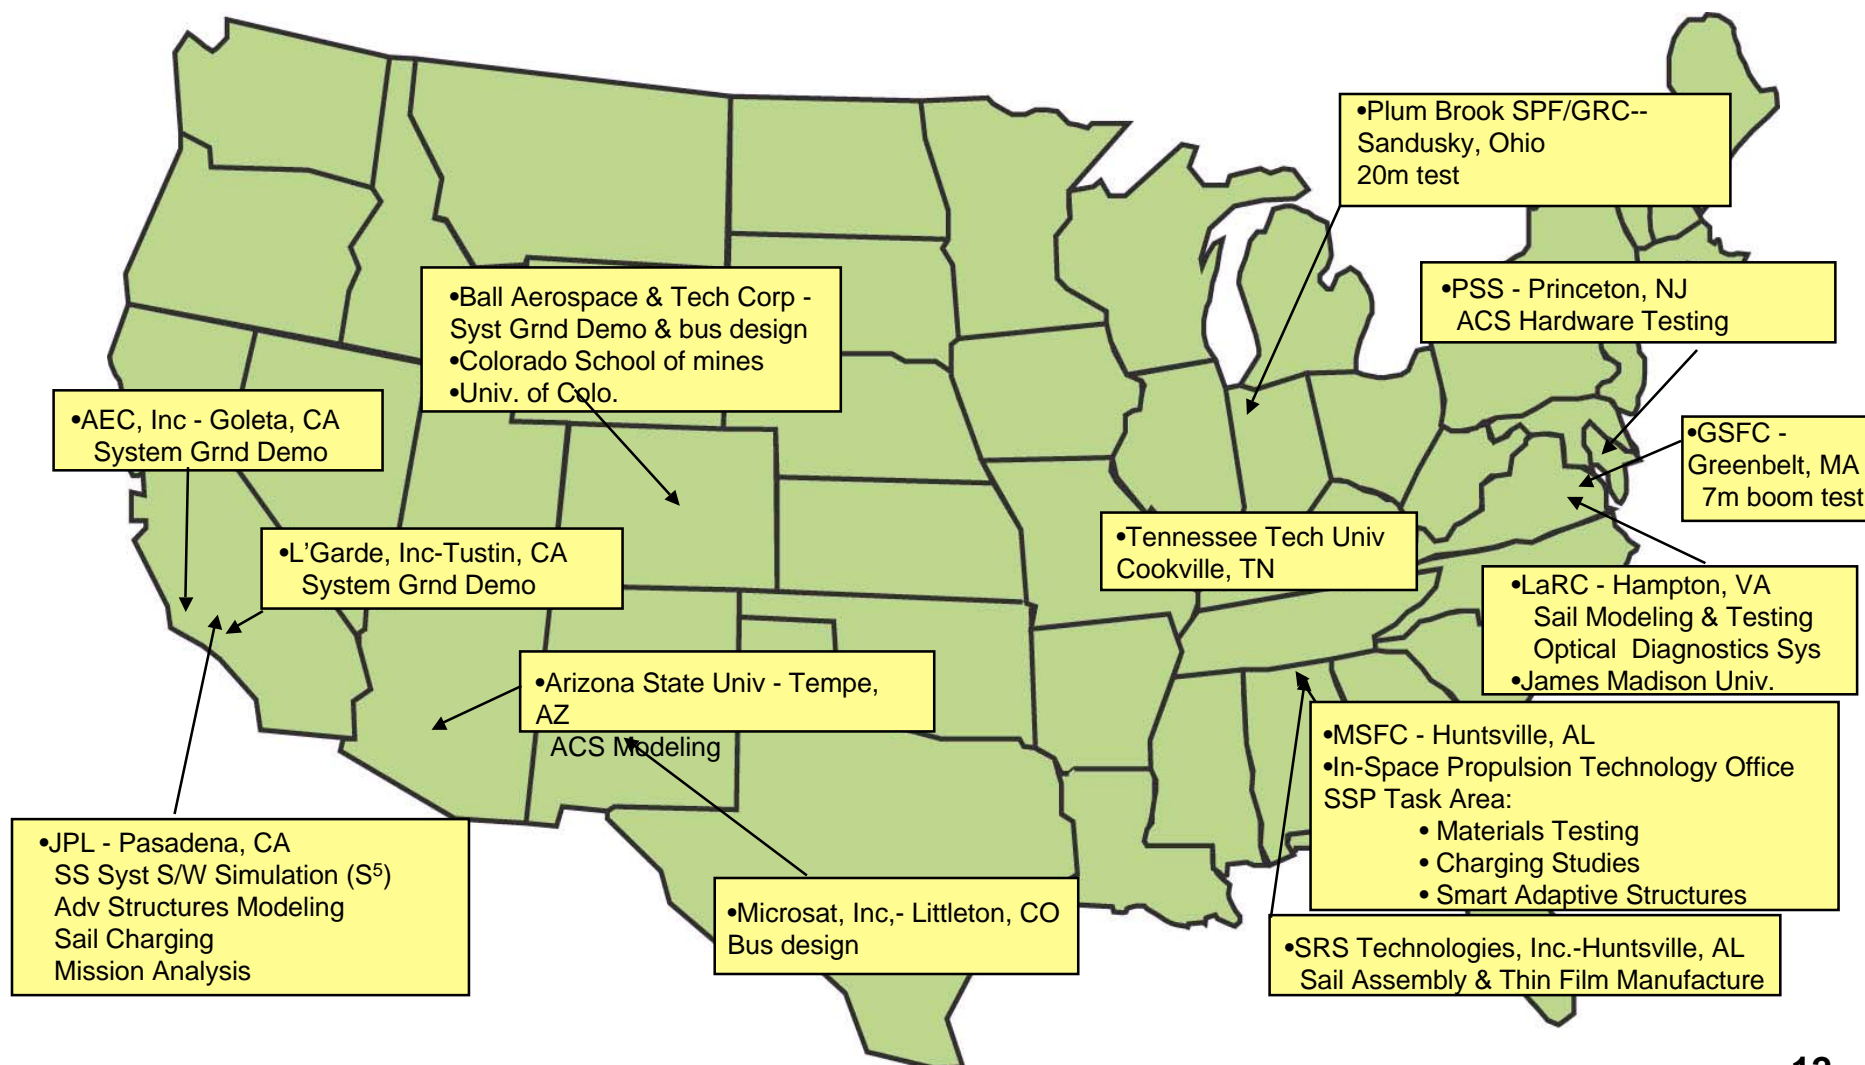 •Plum Brook SPF/GRC--
Sandusky, Ohio
20m test
•PSS - Princeton, NJ
ACS Hardware Testing
•Ball Aerospace & Tech Corp -
Syst Grnd Demo & bus design
•Colorado School of mines
•Univ. of Colo.
•AEC, Inc - Goleta, CA
System Grnd Demo
•GSFC -
Greenbelt, MA
7m boom test
•L'Garde, Inc-Tustin, CA
System Grnd Demo
•Tennessee Tech Univ
Cookville, TN
•LaRC - Hampton, VA
Sail Modeling & Testing
Optical Diagnostics Sys
•James Madison Univ.
•Arizona State Univ - Tempe,
AZ
ACS Modeling
•MSFC - Huntsville, AL
•In-Space Propulsion Technology Office
SSP Task Area:
• Materials Testing
• Charging Studies
• Smart Adaptive Structures
•JPL - Pasadena, CA
SS Syst S/W Simulation (S⁵)
Adv Structures Modeling
Sail Charging
Mission Analysis
•Microsat, Inc,- Littleton, CO
Bus design
•SRS Technologies, Inc.-Huntsville, AL
Sail Assembly & Thin Film Manufacture